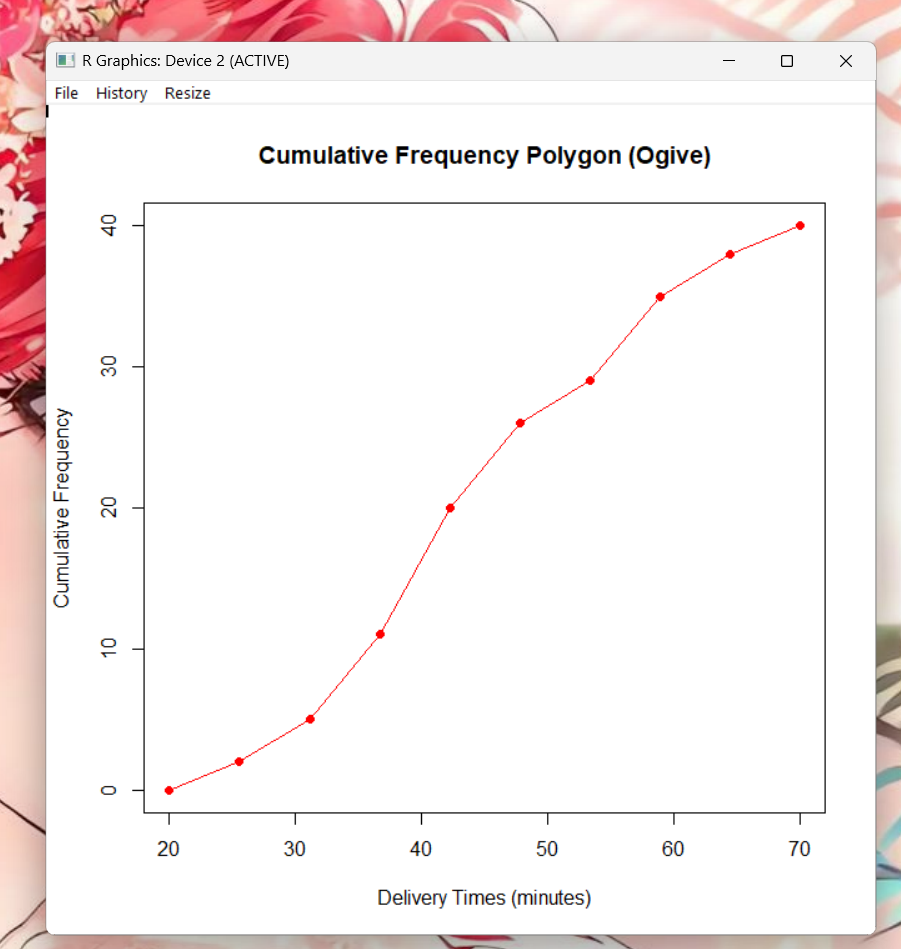 R Graphics: Device 2 (ACTIVE)
File History Resize
Cumulative Frequency Polygon (Ogive)
Cumulative Frequency
40
30
20
10
0
20 30 40 50 60 70
Delivery Times (minutes)